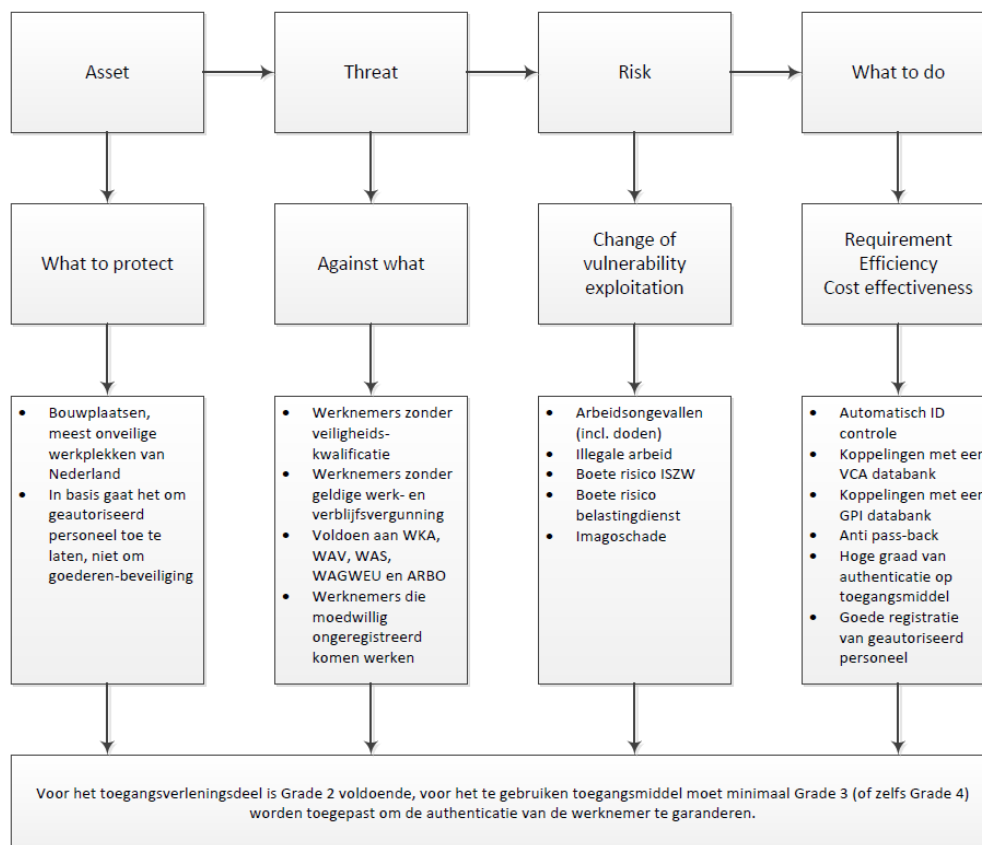 Asset
Threat
Risk
What to do
What to protect
Against what
Change of
vulnerability
exploitation
Requirement
Efficiency
Cost effectiveness
• Bouwplaatsen,
meest onveilige
werkplekken van
Nederland
• In basis gaat het om
geautoriseerd
personeel toe te
laten, niet om
goederen-beveiliging
• Werknemers zonder
veiligheids-
kwalificatie
• Werknemers zonder
geldige werk- en
verblijfsvergunning
• Voldoen aan WKA,
WAV, WAS,
WAGWEU en ARBO
• Werknemers die
moedwillig
ongeregistreerd
komen werken
• Arbeidsongevallen
(incl. doden)
• Illegale arbeid
• Boete risico ISZW
• Boete risico
belastingdienst
• Imagoschade
• Automatisch ID
controle
• Koppelingen met een
VCA databank
• Koppelingen met een
GPI databank
• Anti pass-back
• Hoge graad van
authenticatie op
toegangsmiddel
• Goede registratie
van geautoriseerd
personeel
Voor het toegangsverleningsdeel is Grade 2 voldoende, voor het te gebruiken toegangsmiddel moet minimaal Grade 3 (of zelfs Grade 4)
worden toegepast om de authenticatie van de werknemer te garanderen.